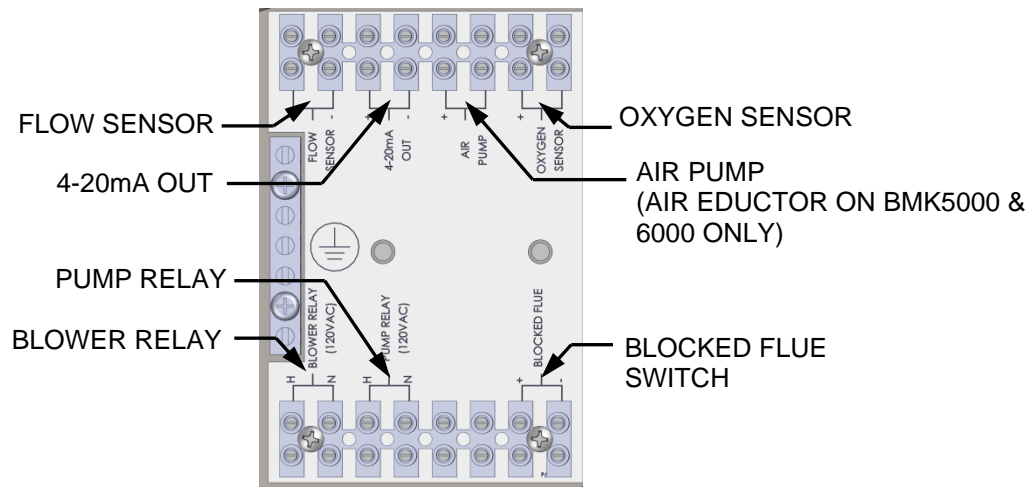 +
-
FLOW
SENSOR
+
-
4-20mA
OUT
+
-
AIR
PUMP
+
-
OXYGEN
SENSOR
FLOW SENSOR
4-20mA OUT
PUMP RELAY
BLOWER RELAY
OXYGEN SENSOR
AIR PUMP
(AIR EDUCTOR ON BMK5000 &
6000 ONLY)
BLOCKED FLUE
SWITCH
H
BLOWER RELAY
(120VAC)
N
H
PUMP RELAY
(120VAC)
N
+
BLOCKED FLUE
-